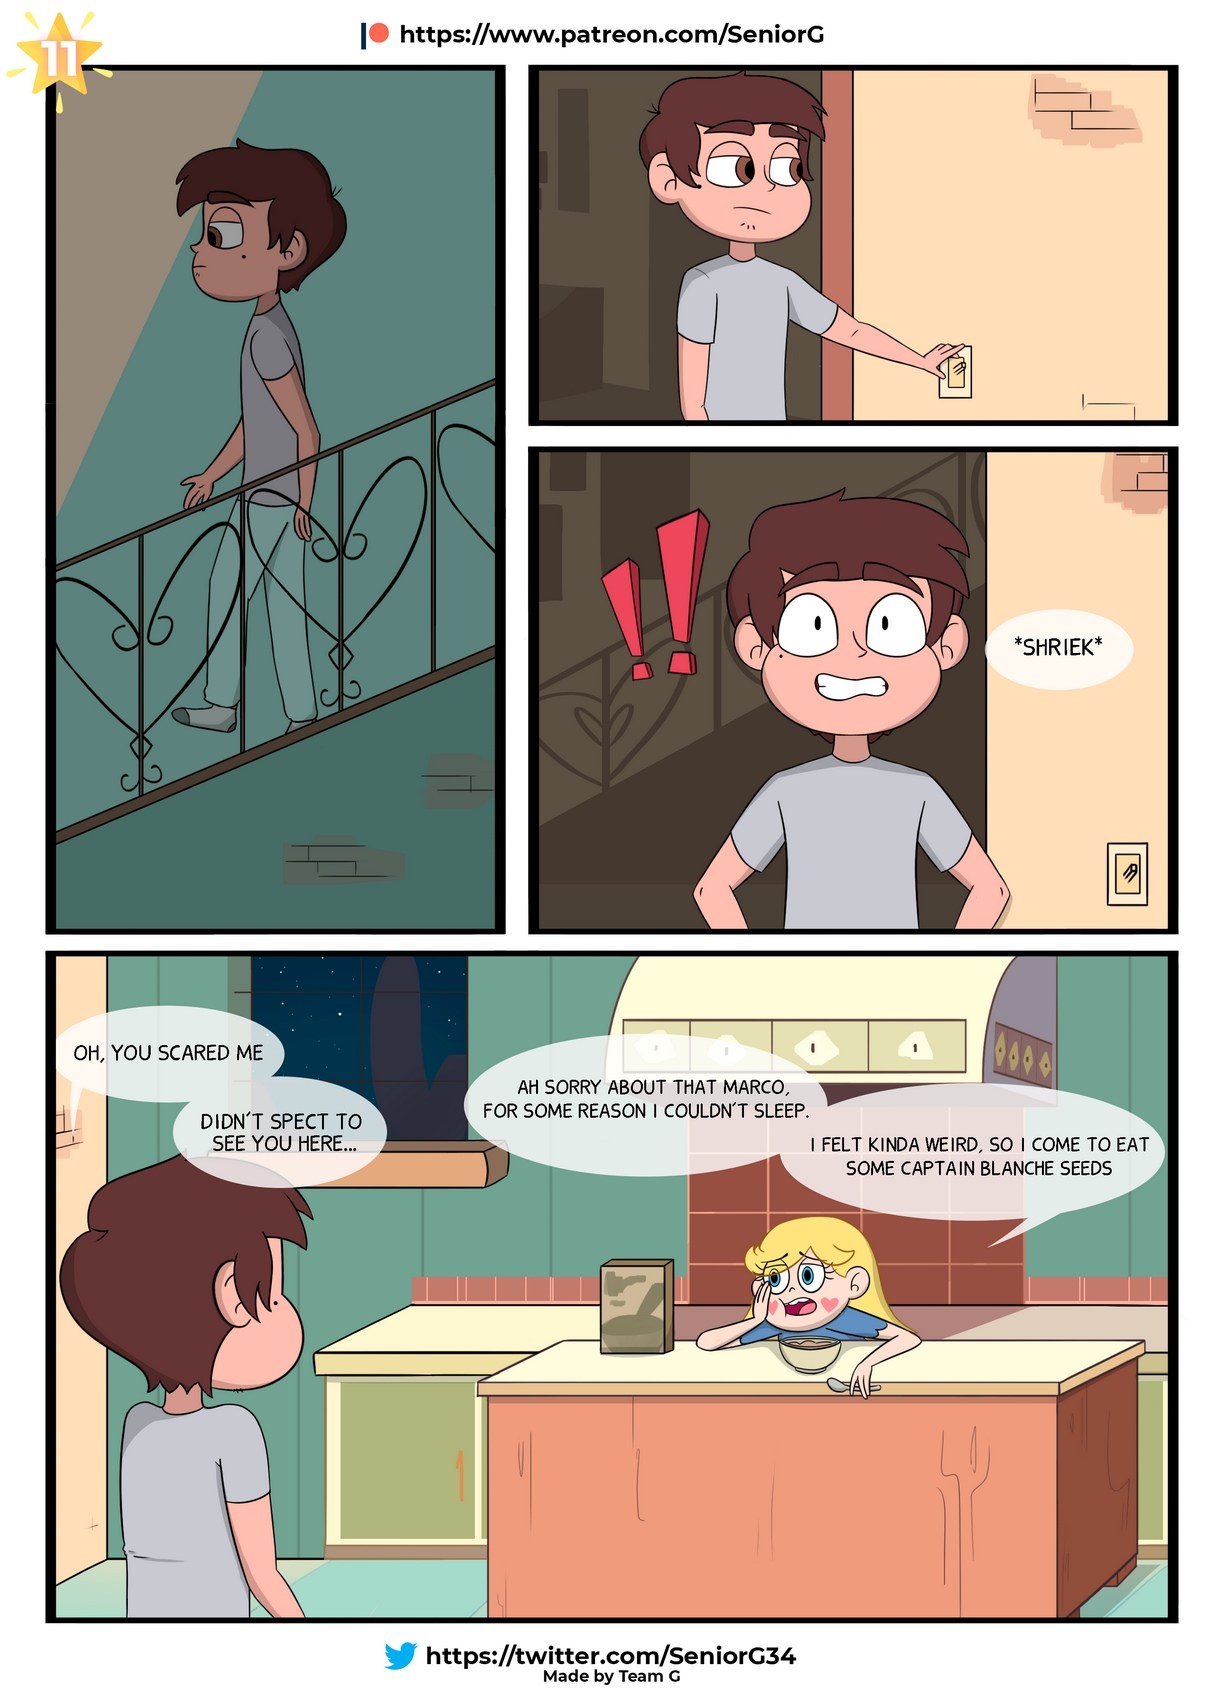 11
https://www.patreon.com/SeniorG
*SHRIEK*
OH, YOU SCARED ME
DIDN'T SPECT TO
SEE YOU HERE...
AH SORRY ABOUT THAT MARCO,
FOR SOME REASON I COULDN'T SLEEP.
I FELT KINDA WEIRD, SO I COME TO EAT
SOME CAPTAIN BLANCHE SEEDS
https://twitter.com/SeniorG34
Made by Team G